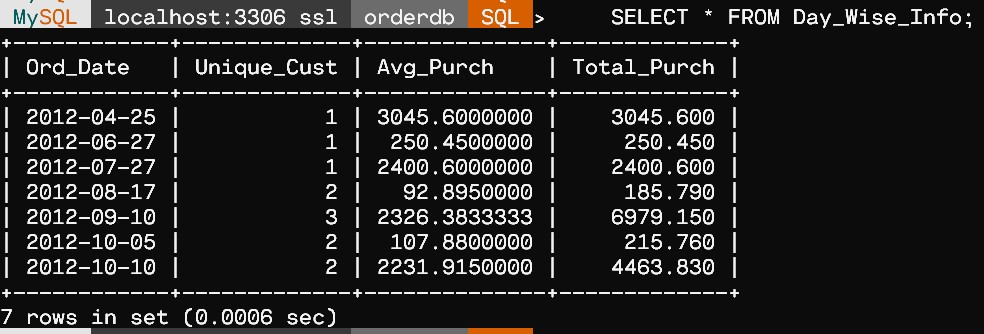 MySQL localhost:3306 ssl orderdb SQL > SELECT * FROM Day_Wise_Info;
+------------+-------------+--------------+-------------+
| Ord_Date   | Unique_Cust | Avg_Purch    | Total_Purch |
+------------+-------------+--------------+-------------+
| 2012-04-25 |           1 | 3045.6000000 |    3045.600 |
| 2012-06-27 |           1 |  250.4500000 |     250.450 |
| 2012-07-27 |           1 | 2400.6000000 |    2400.600 |
| 2012-08-17 |           2 |   92.8950000 |     185.790 |
| 2012-09-10 |           3 | 2326.3833333 |    6979.150 |
| 2012-10-05 |           2 |  107.8800000 |     215.760 |
| 2012-10-10 |           2 | 2231.9150000 |    4463.830 |
+------------+-------------+--------------+-------------+
7 rows in set (0.0006 sec)